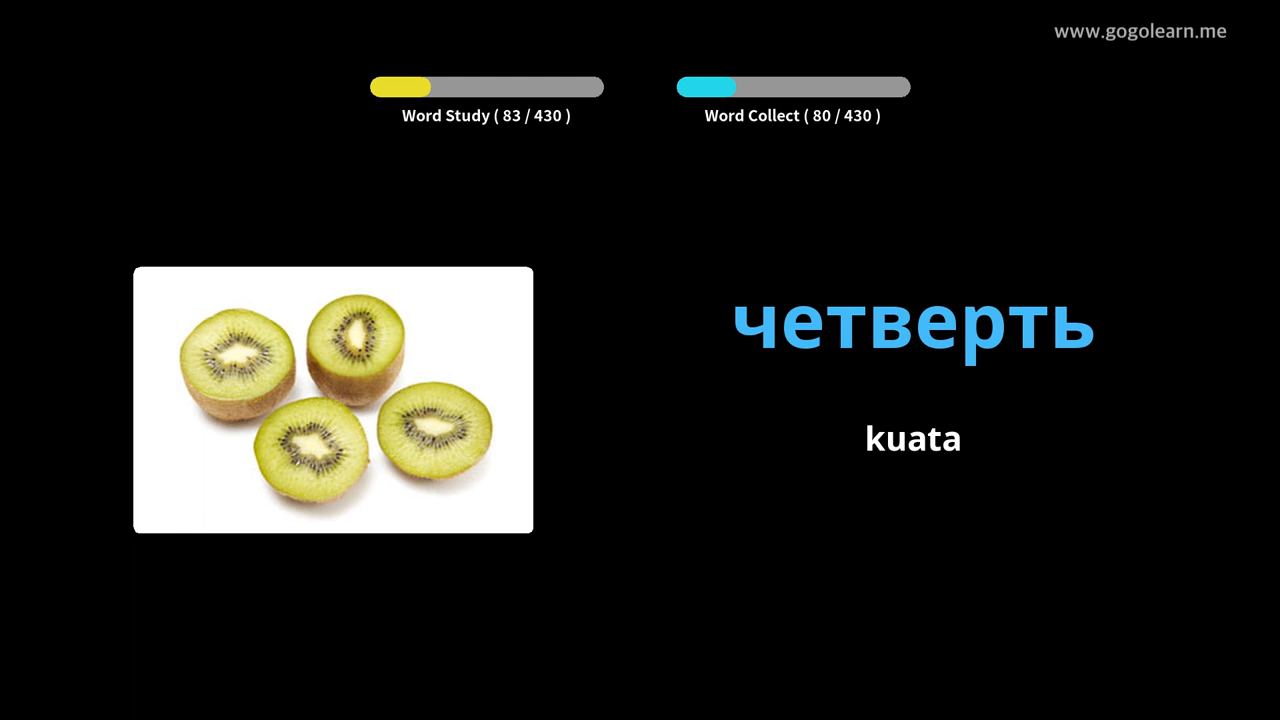 www.gogolearn.me
Word Study ( 83 / 430 )
Word Collect ( 80 / 430 )
четверть
kuata